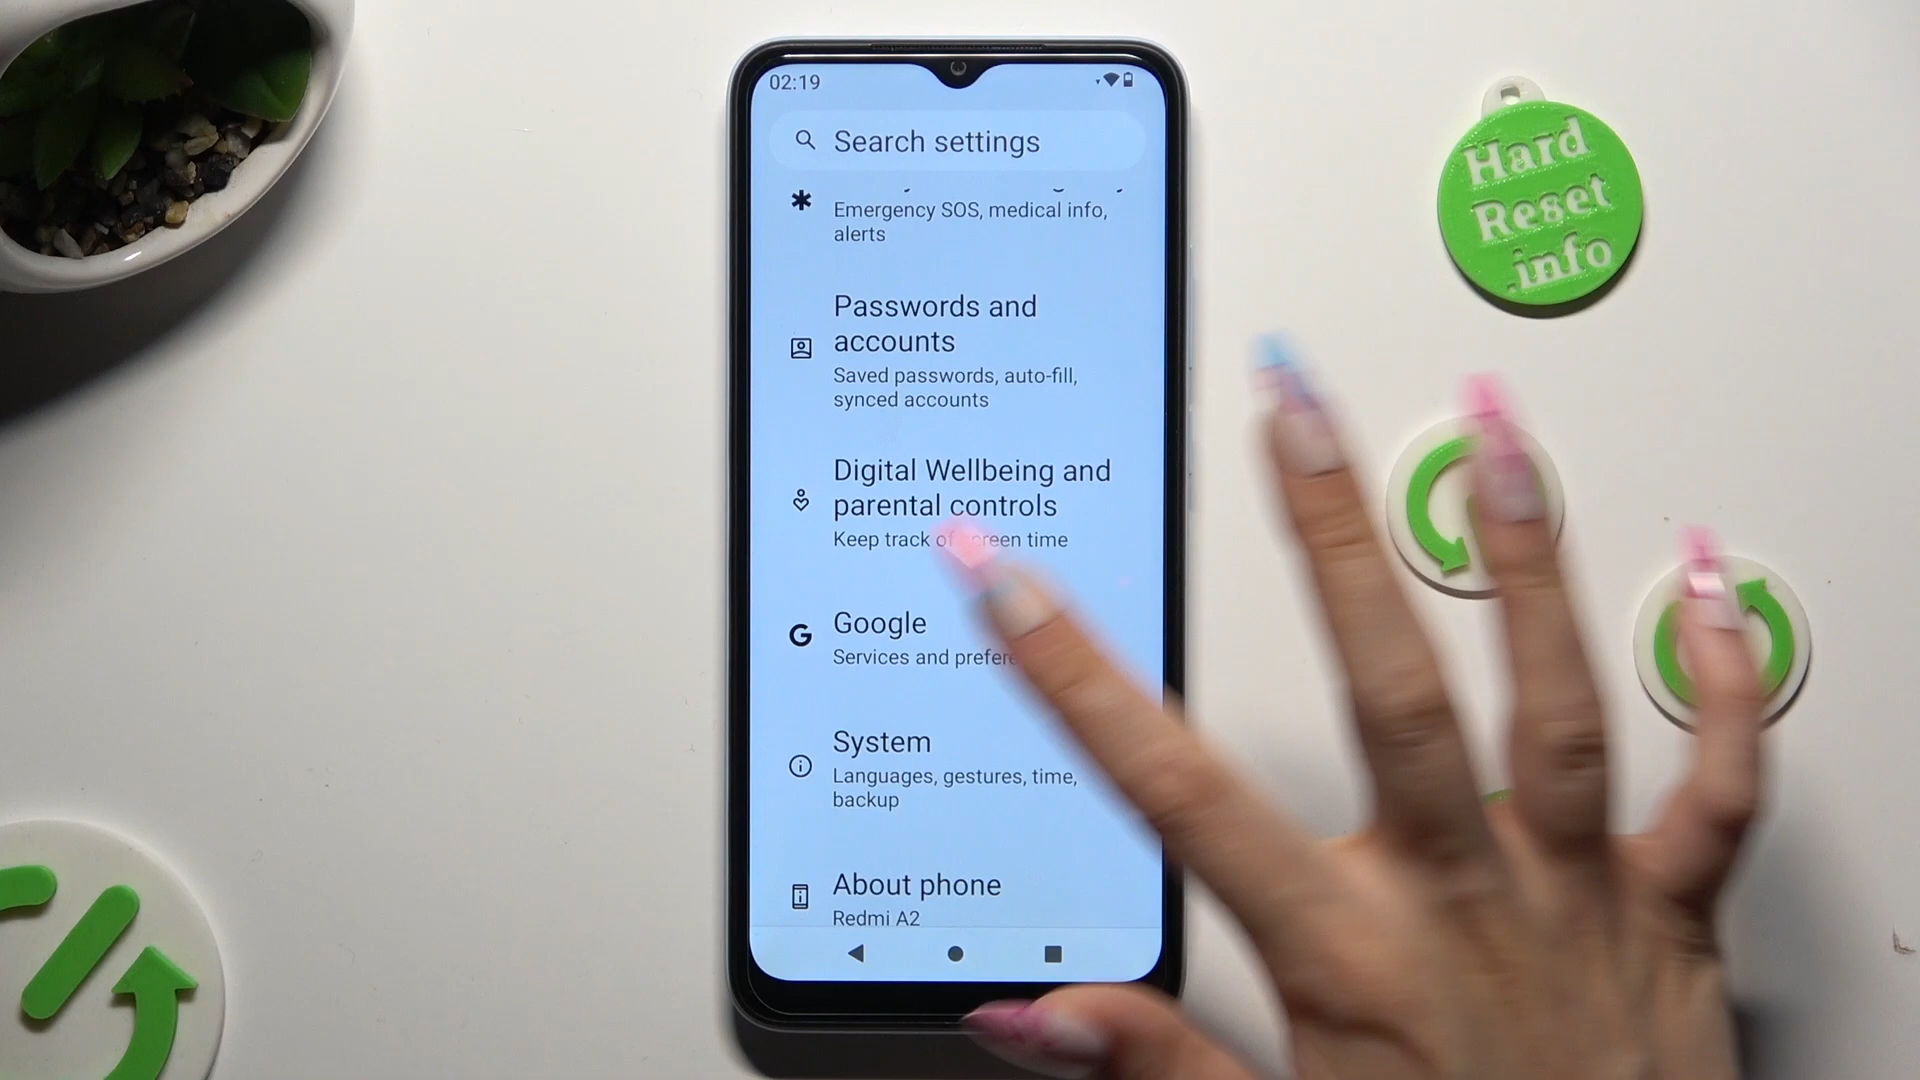 02:19
Search settings
Emergency SOS, medical info,
alerts
Passwords and
accounts
Saved passwords, auto-fill,
synced accounts
Digital Wellbeing and
parental controls
Keep track of screen time
Google
Services and
System
Languages, gestures, time,
backup
About phone
Redmi A2
Hard
Reset
.info